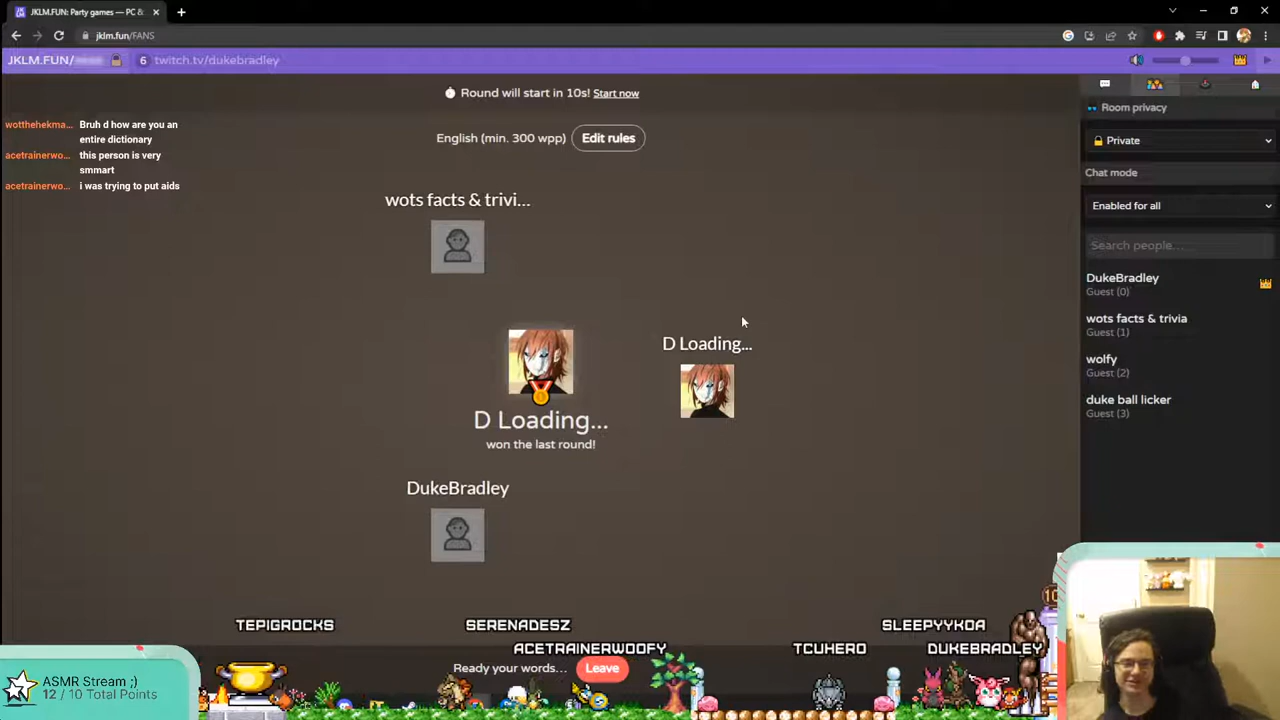 JKLM.FUN: Party games — PC &
jklm.fun/FANS
JKLM.FUN/
6 twitch.tv/dukebradley
Round will start in 10s! Start now
English (min. 300 wpp) Edit rules
wotthehekma... Bruh d how are you an
entire dictionary
acetrainerwo... this person is very
smmart
acetrainerwo... i was trying to put aids
wots facts & trivi...
D Loading...
D Loading...
won the last round!
DukeBradley
Room privacy
Private
Chat mode
Enabled for all
Search people...
DukeBradley
Guest (0)
wots facts & trivia
Guest (1)
wolfy
Guest (2)
duke ball licker
Guest (3)
TEPIGROCKS
SERENADESZ
SLEEPYYKOA
ACETRAINERWOOFY
TCUHERO
DUKEBRADLEY
Ready your words... Leave
ASMR Stream ;)
12 / 10 Total Points